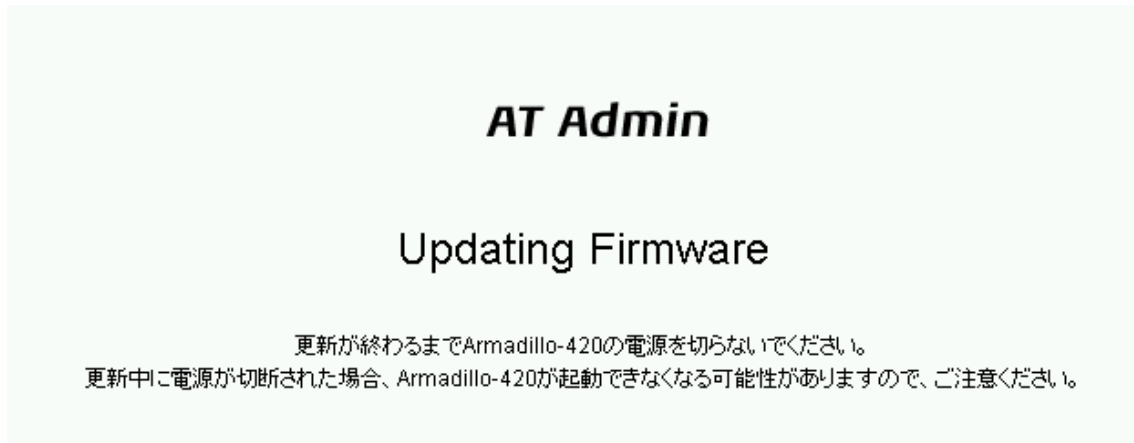 AT Admin
Updating Firmware
更新が終わるまでArmadillo-420の電源を切らないでください。
更新中に電源が切断された場合、Armadillo-420が起動できなくなる可能性がありますので、ご注意ください。